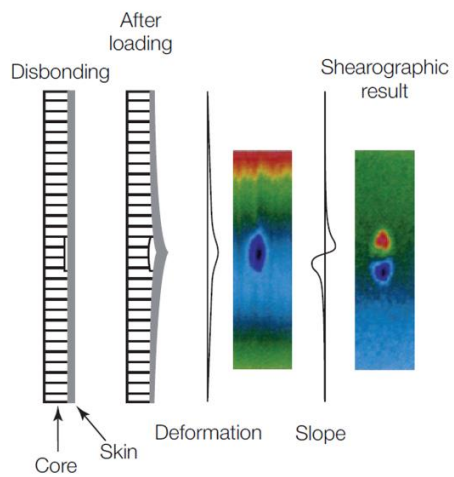 After
loading
Disbonding
Shearographic
result
Deformation
Slope
Skin
Core